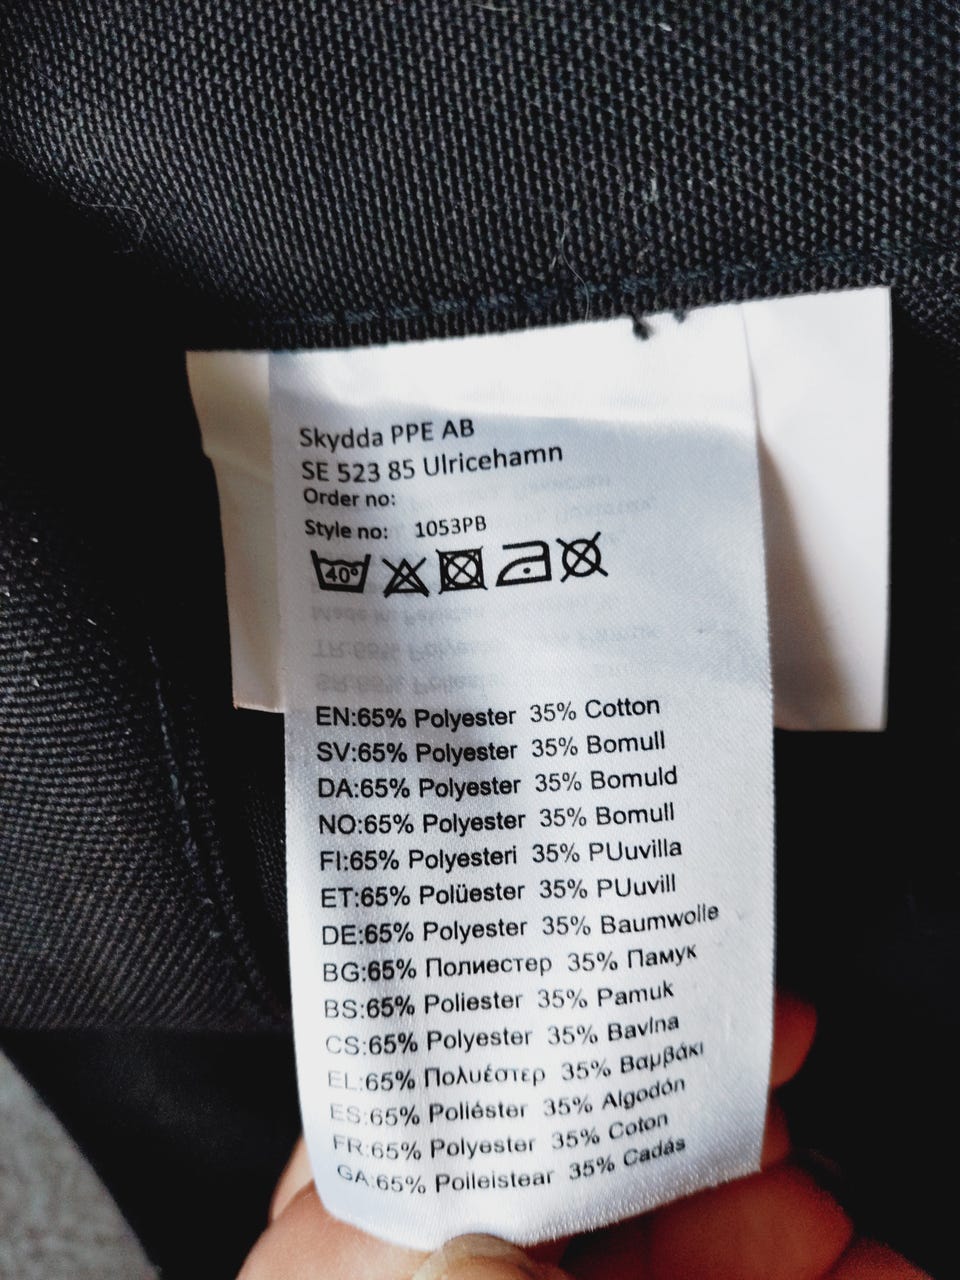 Skydda PPE AB
SE 523 85 Ulricehamn
Order no:
Style no: 1053PB
40°
EN:65% Polyester 35% Cotton
SV:65% Polyester 35% Bomull
DA:65% Polyester 35% Bomuld
NO:65% Polyester 35% Bomull
FI:65% Polyesteri 35% PUuvilla
ET:65% Polüester 35% PUuvill
DE:65% Polyester 35% Baumwolle
BG:65% Полиестер 35% Памук
BS:65% Poliester 35% Pamuk
CS:65% Polyester 35% Bavlna
EL:65% Πολυέστερ 35% Βαμβάκι
ES:65% Poliéster 35% Algodón
FR:65% Polyester 35% Coton
GA:65% Poileistear 35% Cadás